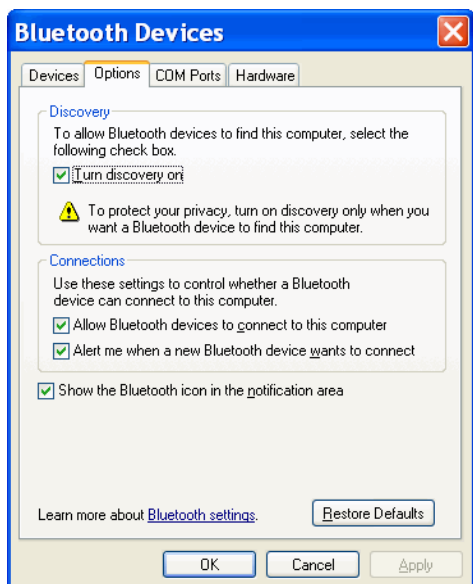 Bluetooth Devices
Devices Options COM Ports Hardware
Discovery
To allow Bluetooth devices to find this computer, select the
following check box.
Turn discovery on
To protect your privacy, turn on discovery only when you
want a Bluetooth device to find this computer.
Connections
Use these settings to control whether a Bluetooth
device can connect to this computer.
Allow Bluetooth devices to connect to this computer
Alert me when a new Bluetooth device wants to connect
Show the Bluetooth icon in the notification area
Learn more about Bluetooth settings. Restore Defaults
OK Cancel Apply